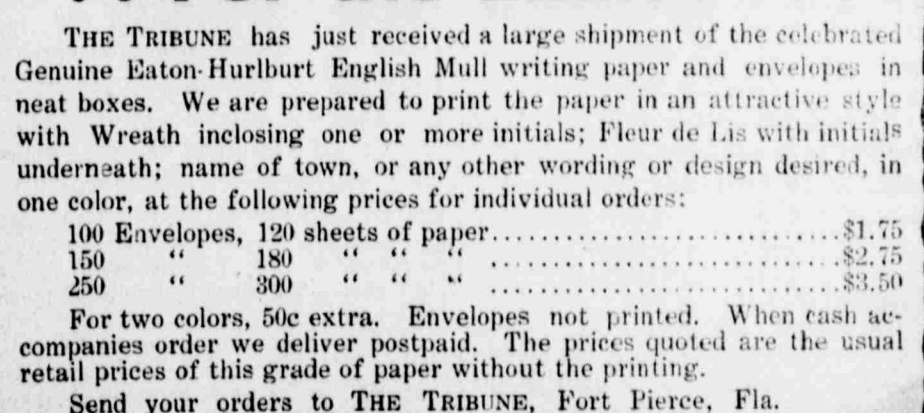 THE TRIBUNE has just received a large shipment of the celebrated
Genuine Eaton-Hurlburt English Mull writing paper and envelopes in
neat boxes. We are prepared to print the paper in an attractive style
with Wreath inclosing one or more initials; Fleur de Lis with initials
underneath; name of town, or any other wording or design desired, in
one color, at the following prices for individual orders:
100 Envelopes, 120 sheets of paper..............................$1.75
150 “ 180 “ “ “ ..............................$2.75
250 “ 300 “ “ “ ..............................$3.50
For two colors, 50c extra. Envelopes not printed. When cash ac-
companies order we deliver postpaid. The prices quoted are the usual
retail prices of this grade of paper without the printing.
Send your orders to THE TRIBUNE, Fort Pierce, Fla.